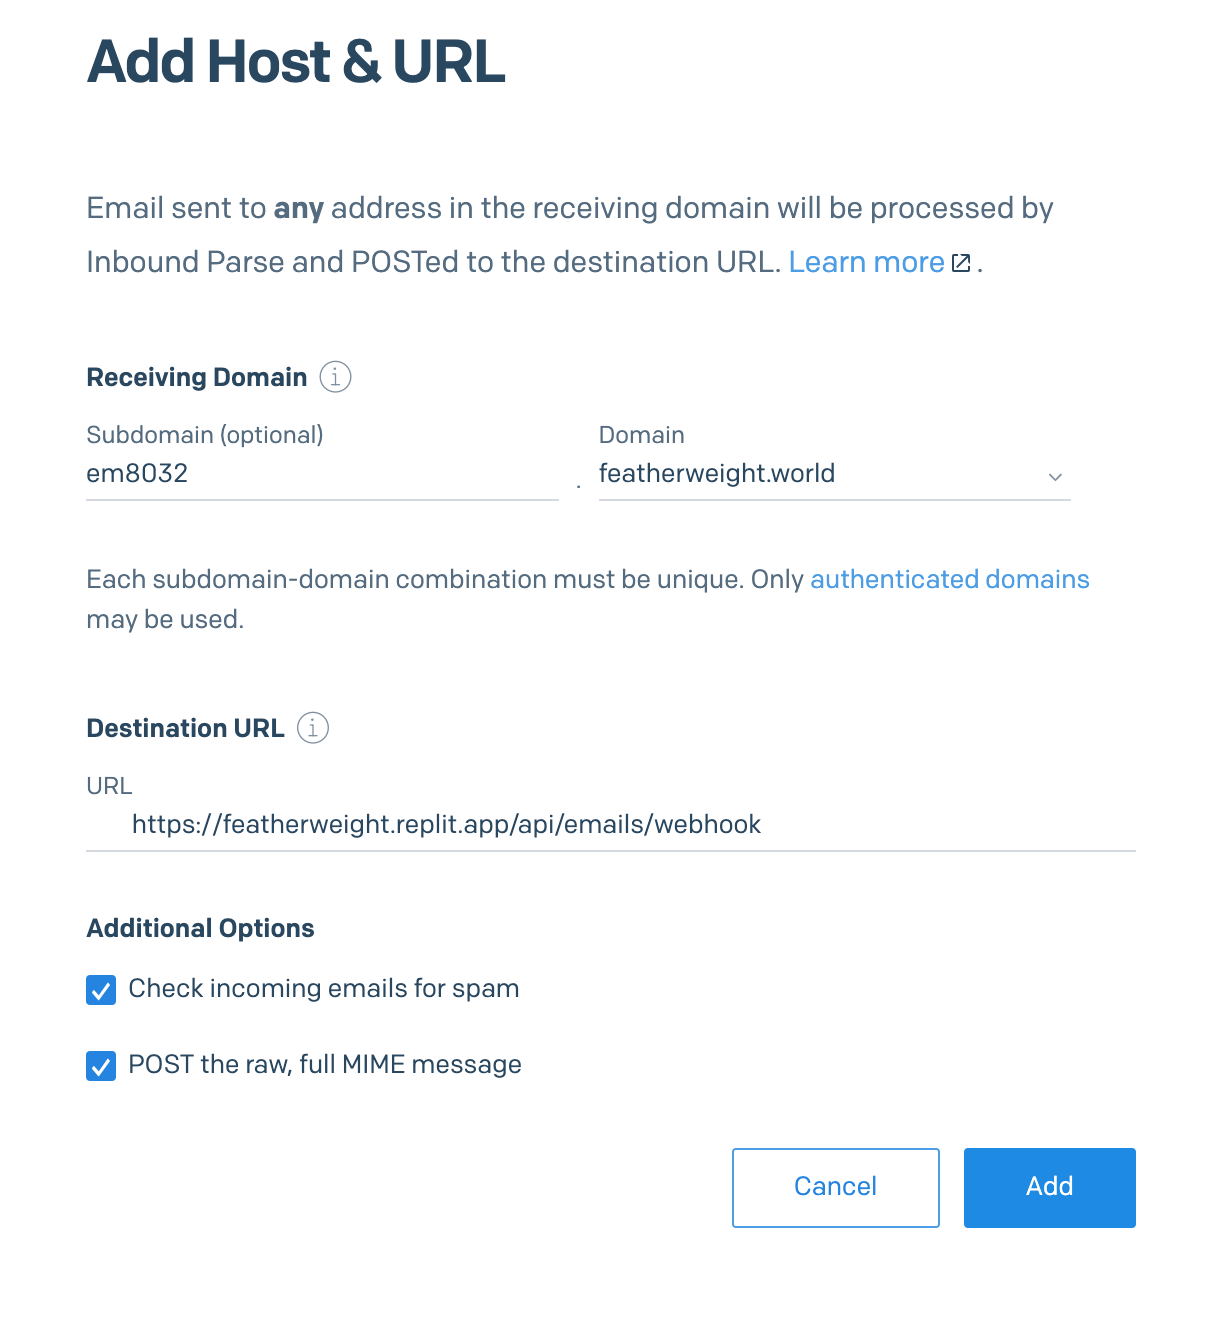 Add Host & URL
Email sent to any address in the receiving domain will be processed by
Inbound Parse and POSTed to the destination URL. Learn more .
Receiving Domain
Subdomain (optional)
em8032
.
Domain
featherweight.world
Each subdomain-domain combination must be unique. Only authenticated domains
may be used.
Destination URL
URL
https://featherweight.replit.app/api/emails/webhook
Additional Options
Check incoming emails for spam
POST the raw, full MIME message
Cancel
Add